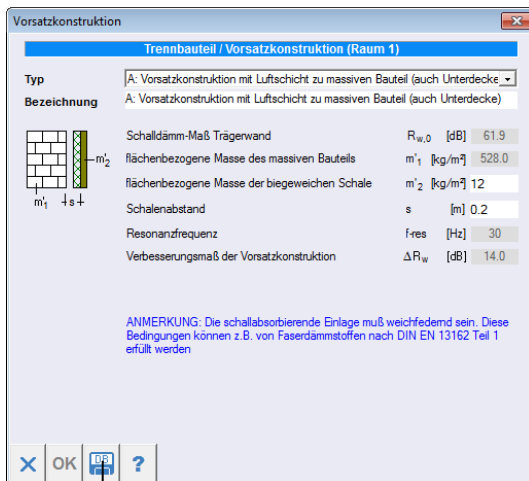 Vorsatzkonstruktion
Trennbauteil / Vorsatzkonstruktion (Raum 1)
Typ A: Vorsatzkonstruktion mit Luftschicht zu massiven Bauteil (auch Unterdecke
Bezeichnung A: Vorsatzkonstruktion mit Luftschicht zu massiven Bauteil (auch Unterdecke)
Schalldämm-Maß Trägerwand Rw,0 [dB] 61.9
flächenbezogene Masse des massiven Bauteils m'1 [kg/m²] 528.0
flächenbezogene Masse der biegeweichen Schale m'2 [kg/m²] 12
Schalenabstand s [m] 0.2
Resonanzfrequenz f-res [Hz] 30
Verbesserungsmaß der Vorsatzkonstruktion ΔRw [dB] 14.0
m'2
m'1 s
ANMERKUNG: Die schallabsorbierende Einlage muß weichfedernd sein. Diese
Bedingungen können z.B. von Faserdämmstoffen nach DIN EN 13162 Teil 1
erfüllt werden
OK DB ?